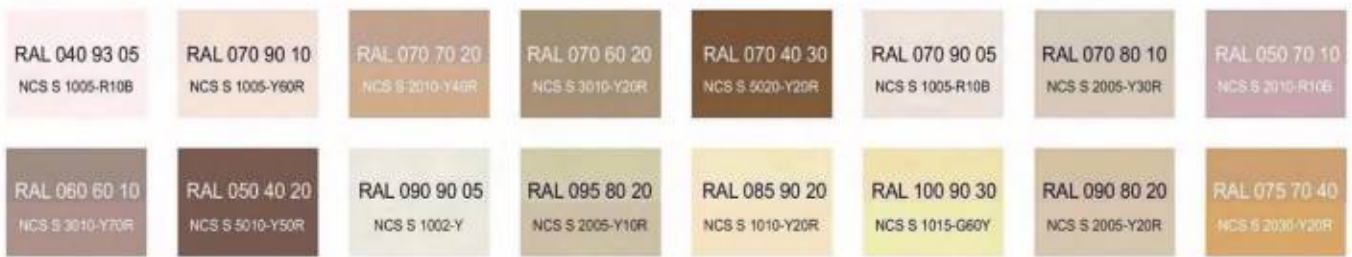 RAL 040 93 05
NCS S 1005-R10B
RAL 070 90 10
NCS S 1005-Y60R
RAL 070 70 20
NCS S 2010-Y40R
RAL 070 60 20
NCS S 3010-Y20R
RAL 070 40 30
NCS S 5020-Y20R
RAL 070 90 05
NCS S 1005-R10B
RAL 070 80 10
NCS S 2005-Y30R
RAL 050 70 10
NCS S 2010-R10B
RAL 060 60 10
NCS S 3010-Y70R
RAL 050 40 20
NCS S 5010-Y50R
RAL 090 90 05
NCS S 1002-Y
RAL 095 80 20
NCS S 2005-Y10R
RAL 085 90 20
NCS S 1010-Y20R
RAL 100 90 30
NCS S 1015-G60Y
RAL 090 80 20
NCS S 2005-Y20R
RAL 075 70 40
NCS S 2030-Y20R